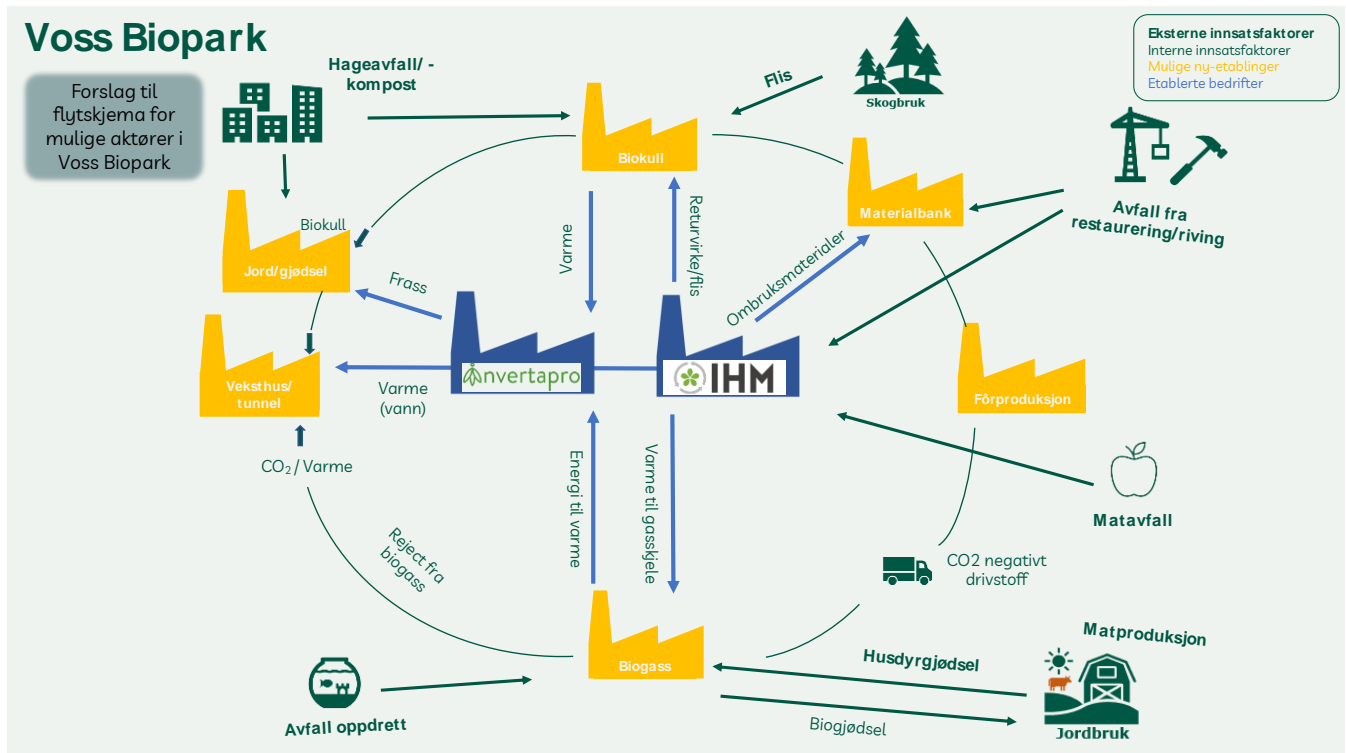 Voss Biopark
Forslag til
flytskjema for
mulige aktører i
Voss Biopark
Hageavfall/ -
kompost
Flis
Skogbruk
Eksterne innsatsfaktorer
Interne innsatsfaktorer
Mulige ny-etablinger
Etablerte bedrifter
Biokull
Materialbank
Avfall fra
restaurering/riving
Biokull
Jord/gjødsel
Varme
Returvirke/flis
Ombruksmaterialer
Frass
nvertapro
IHM
Veksthus/
tunnel
Varme
(vann)
Fôrproduksjon
CO₂ / Varme
Energi til varme
Varme til gasskjele
Matavfall
Reject fra
biogass
CO2 negativt
drivstoff
Biogass
Matproduksjon
Husdyrgjødsel
Biogjødsel
Avfall oppdrett
Jordbruk